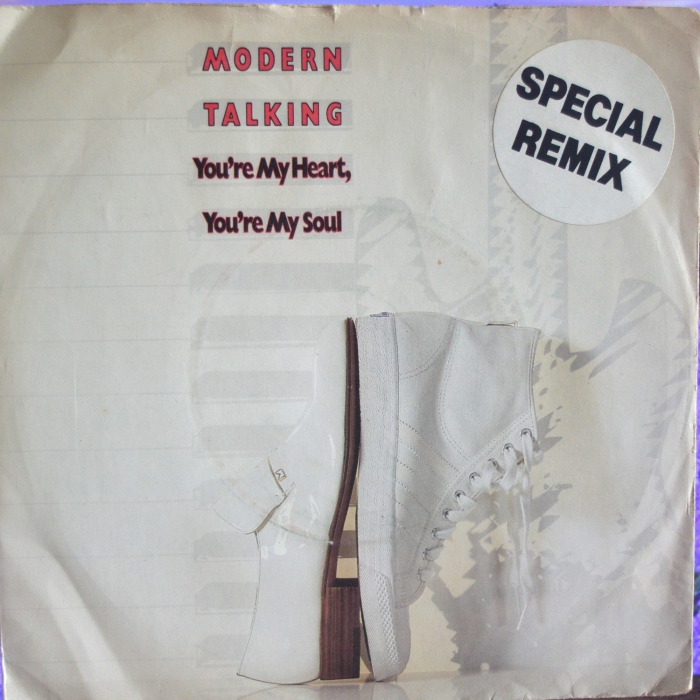 MODERN
TALKING
You're My Heart,
You're My Soul
SPECIAL
REMIX